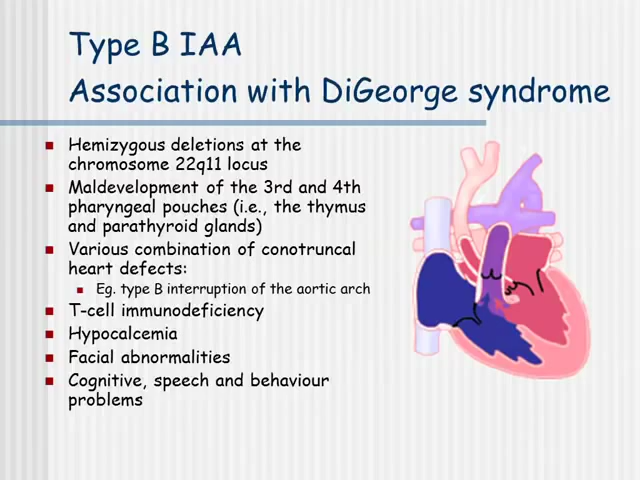 Type B IAA
Association with DiGeorge syndrome
Hemizygous deletions at the
chromosome 22q11 locus
Maldevelopment of the 3rd and 4th
pharyngeal pouches (i.e., the thymus
and parathyroid glands)
Various combination of conotruncal
heart defects:
Eg. type B interruption of the aortic arch
T-cell immunodeficiency
Hypocalcemia
Facial abnormalities
Cognitive, speech and behaviour
problems